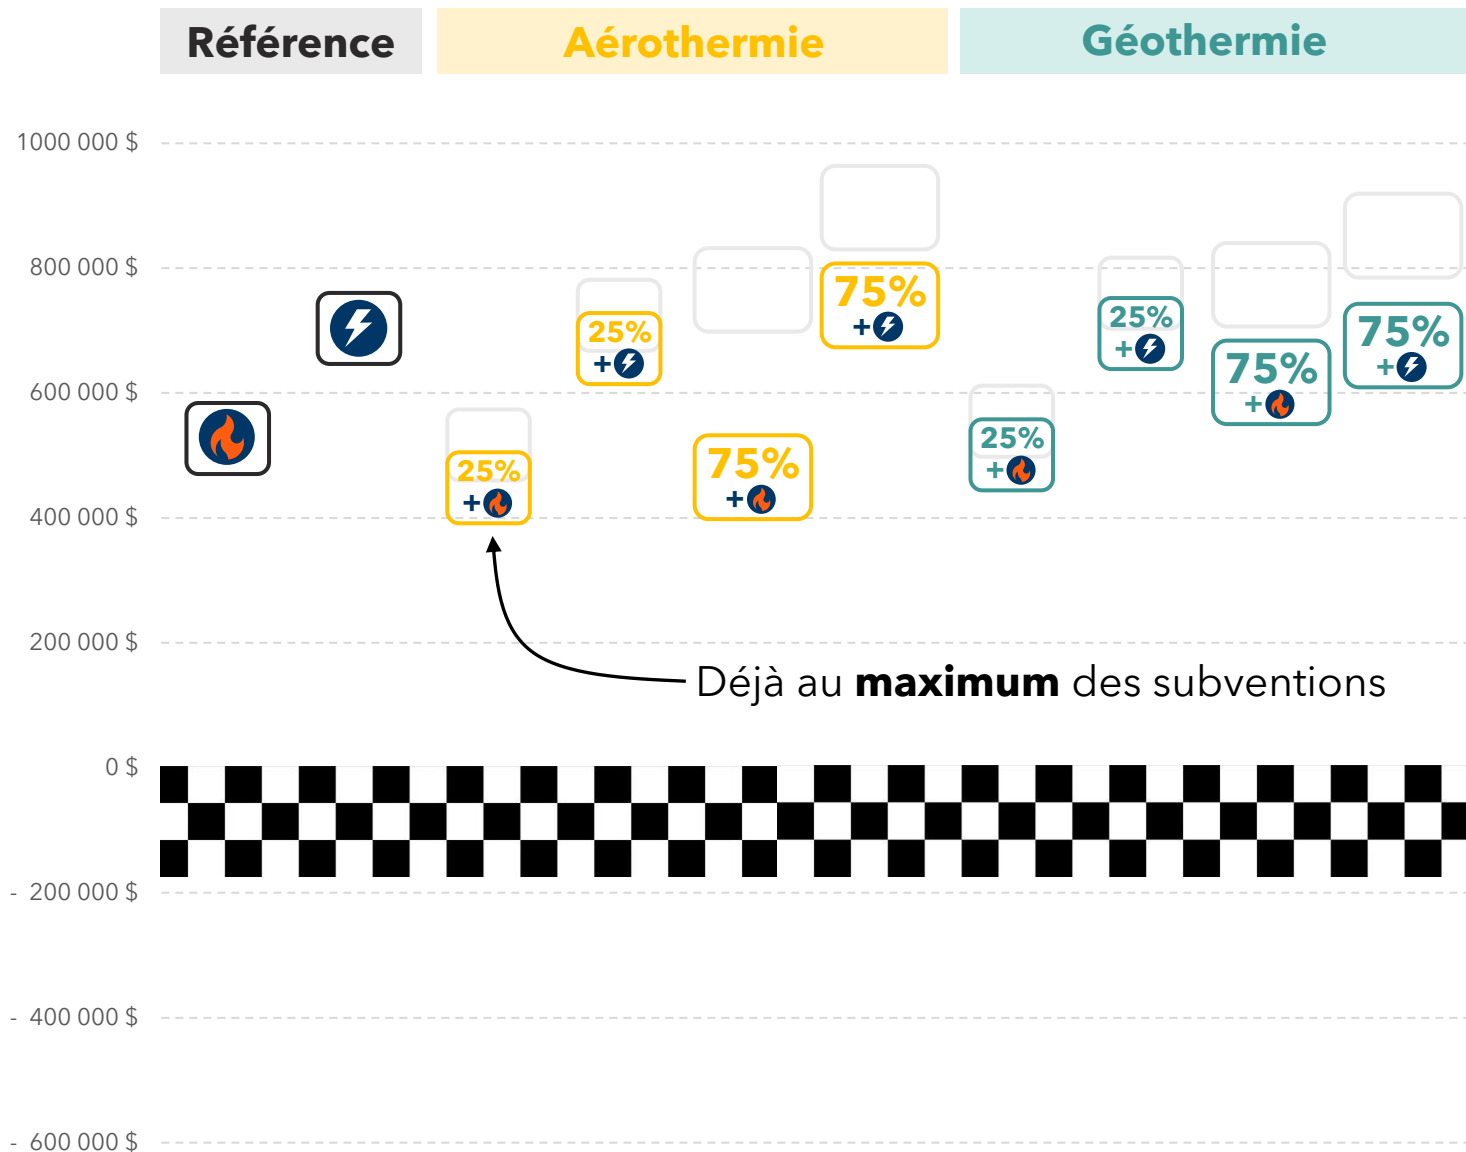 Référence
Aérothermie
Géothermie
1000 000 $
800 000 $
600 000 $
400 000 $
200 000 $
0 $
- 200 000 $
- 400 000 $
- 600 000 $
25%
+
25%
+
75%
+
75%
+
25%
+
25%
+
75%
+
75%
+
Déjà au maximum des subventions